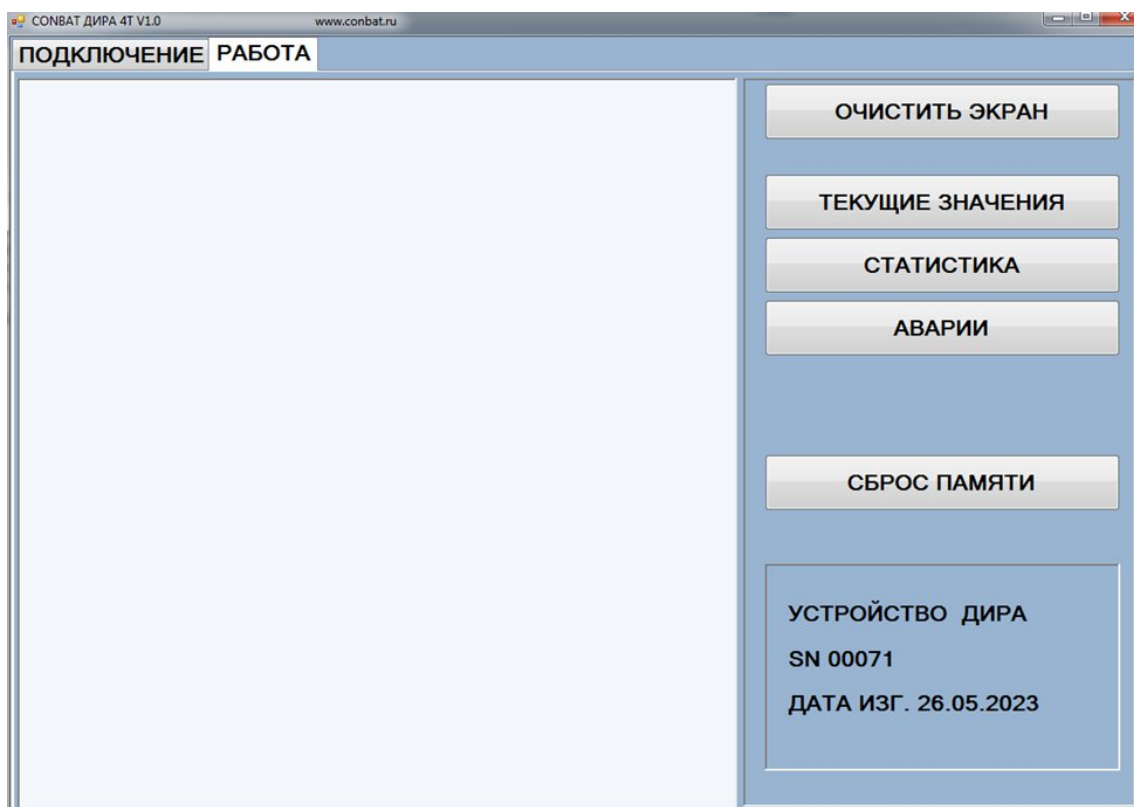 CONBAT ДИРА 4T V1.0 www.conbat.ru
ПОДКЛЮЧЕНИЕ РАБОТА
ОЧИСТИТЬ ЭКРАН
ТЕКУЩИЕ ЗНАЧЕНИЯ
СТАТИСТИКА
АВАРИИ
СБРОС ПАМЯТИ
УСТРОЙСТВО ДИРА
SN 00071
ДАТА ИЗГ. 26.05.2023